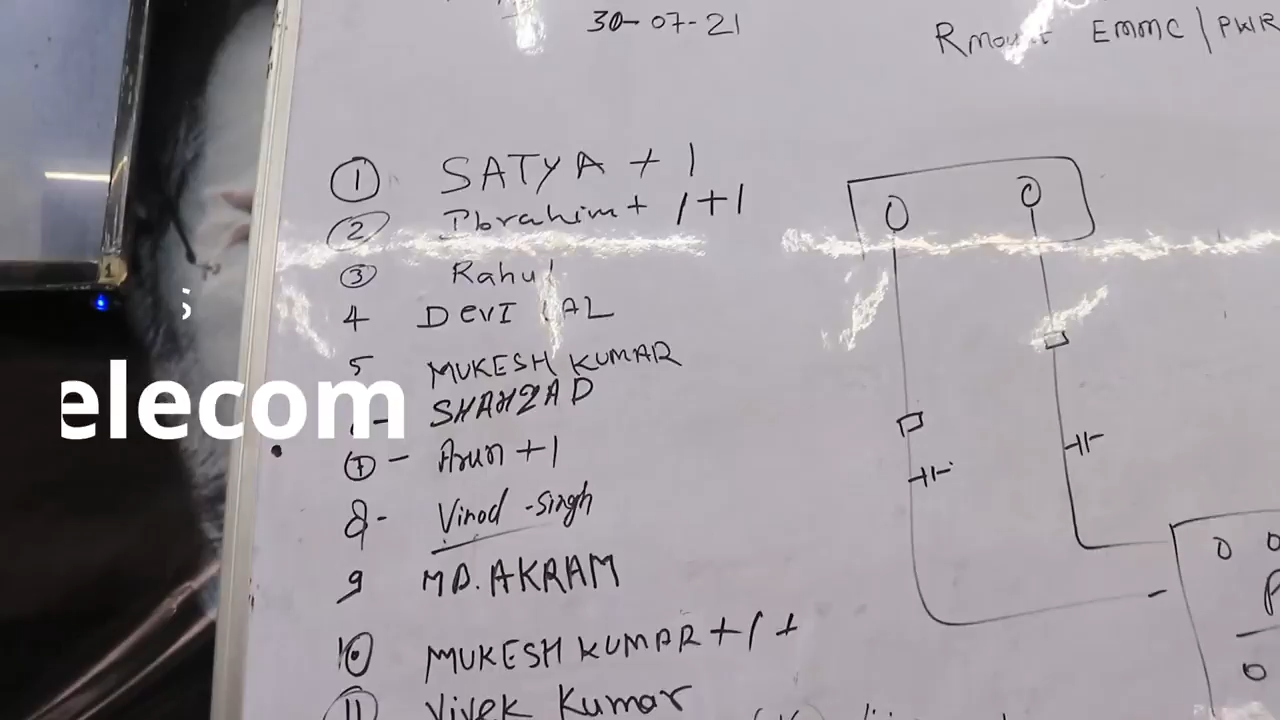 30-07-21
Rmount EMMC / PWR
① SATYA + 1
② Ibrahim + 1+1
③ Rahul
4 DevI LAL
5 MUKESH KUMAR
SHAHZAD
⑦ - Arun +1
8- Vinod -Singh
9 MD. AKRAM
10 MUKESH KUMAR +1 +
⑪ Vivek Kumar
s
elecom